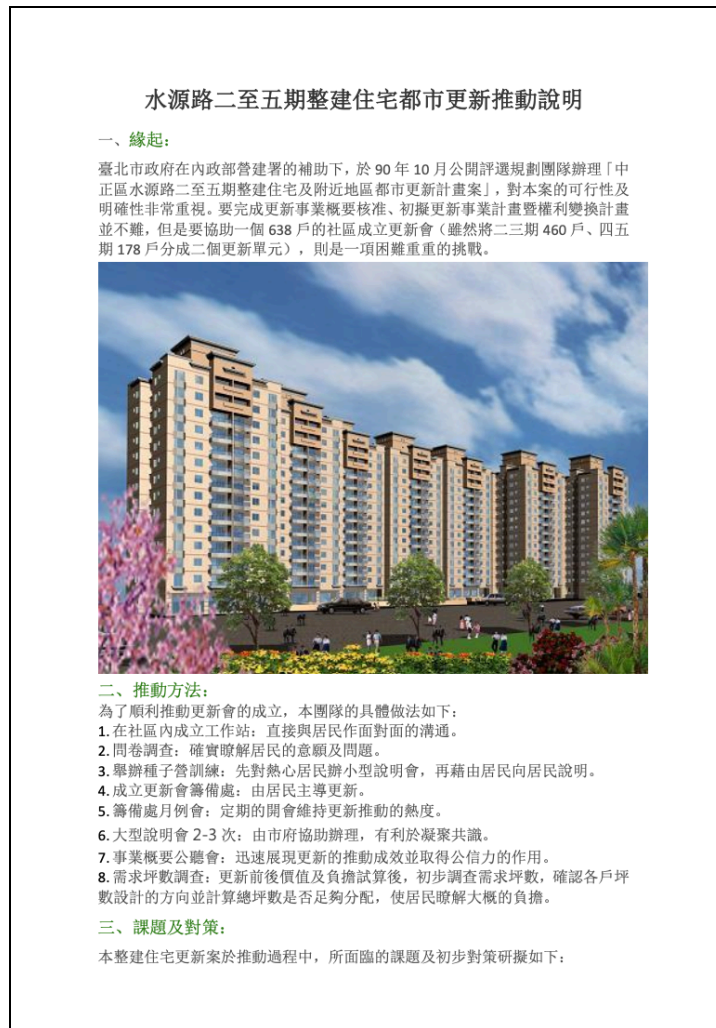 水源路二至五期整建住宅都市更新推動說明
一、緣起：
臺北市政府在內政部營建署的補助下，於 90 年 10 月公開評選規劃團隊辦理「中
正區水源路二至五期整建住宅及附近地區都市更新計畫案」，對本案的可行性及
明確性非常重視。要完成更新事業概要核准、初擬更新事業計畫暨權利變換計畫
並不難，但是要協助一個 638 戶的社區成立更新會（雖然將二三期 460 戶、四五
期 178 戶分成二個更新單元），則是一項困難重重的挑戰。
二、推動方法：
為了順利推動更新會的成立，本團隊的具體做法如下：
1. 在社區內成立工作站：直接與居民作面對面的溝通。
2. 問卷調查：確實瞭解居民的意願及問題。
3. 舉辦種子營訓練：先對熱心居民辦小型說明會，再藉由居民向居民說明。
4. 成立更新會籌備處：由居民主導更新。
5. 籌備處月例會：定期的開會維持更新推動的熱度。
6. 大型說明會 2-3 次：由市府協助辦理，有利於凝聚共識。
7. 事業概要公聽會：迅速展現更新的推動成效並取得公信力的作用。
8. 需求坪數調查：更新前後價值及負擔試算後，初步調查需求坪數，確認各戶坪
數設計的方向並計算總坪數是否足夠分配，使居民瞭解大概的負擔。
三、課題及對策：
本整建住宅更新案於推動過程中，所面臨的課題及初步對策研擬如下：